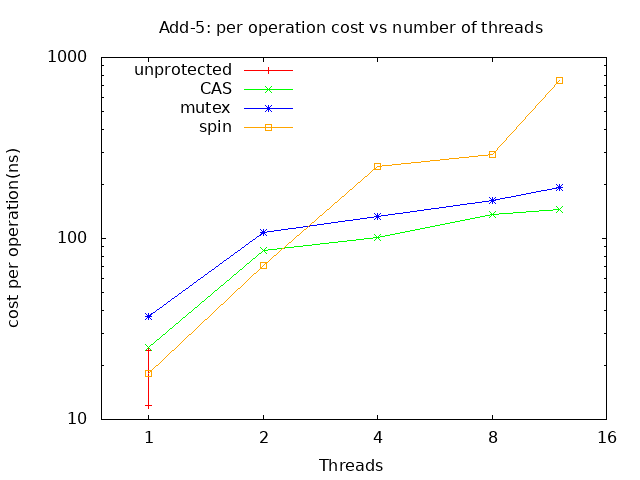 Add-5: per operation cost vs number of threads
1000
100
10
cost per operation(ns)
unprotected
CAS
mutex
spin
1 2 4 8 16
Threads